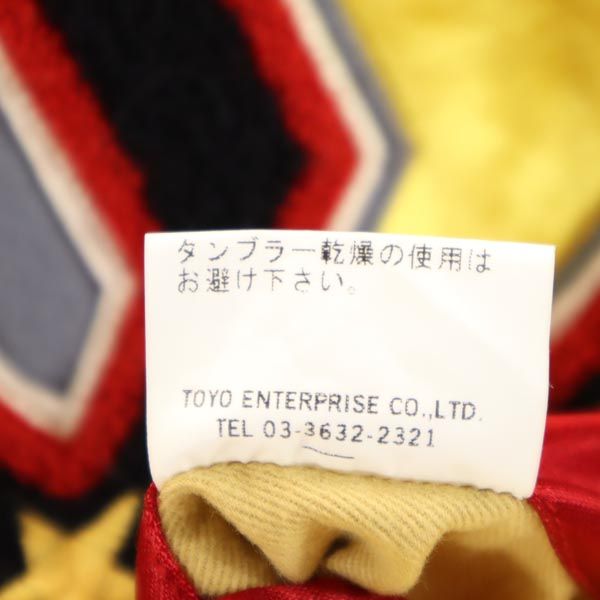 タンブラー乾燥の使用は
お避け下さい。
TOYO ENTERPRISE CO.,LTD.
TEL 03-3632-2321